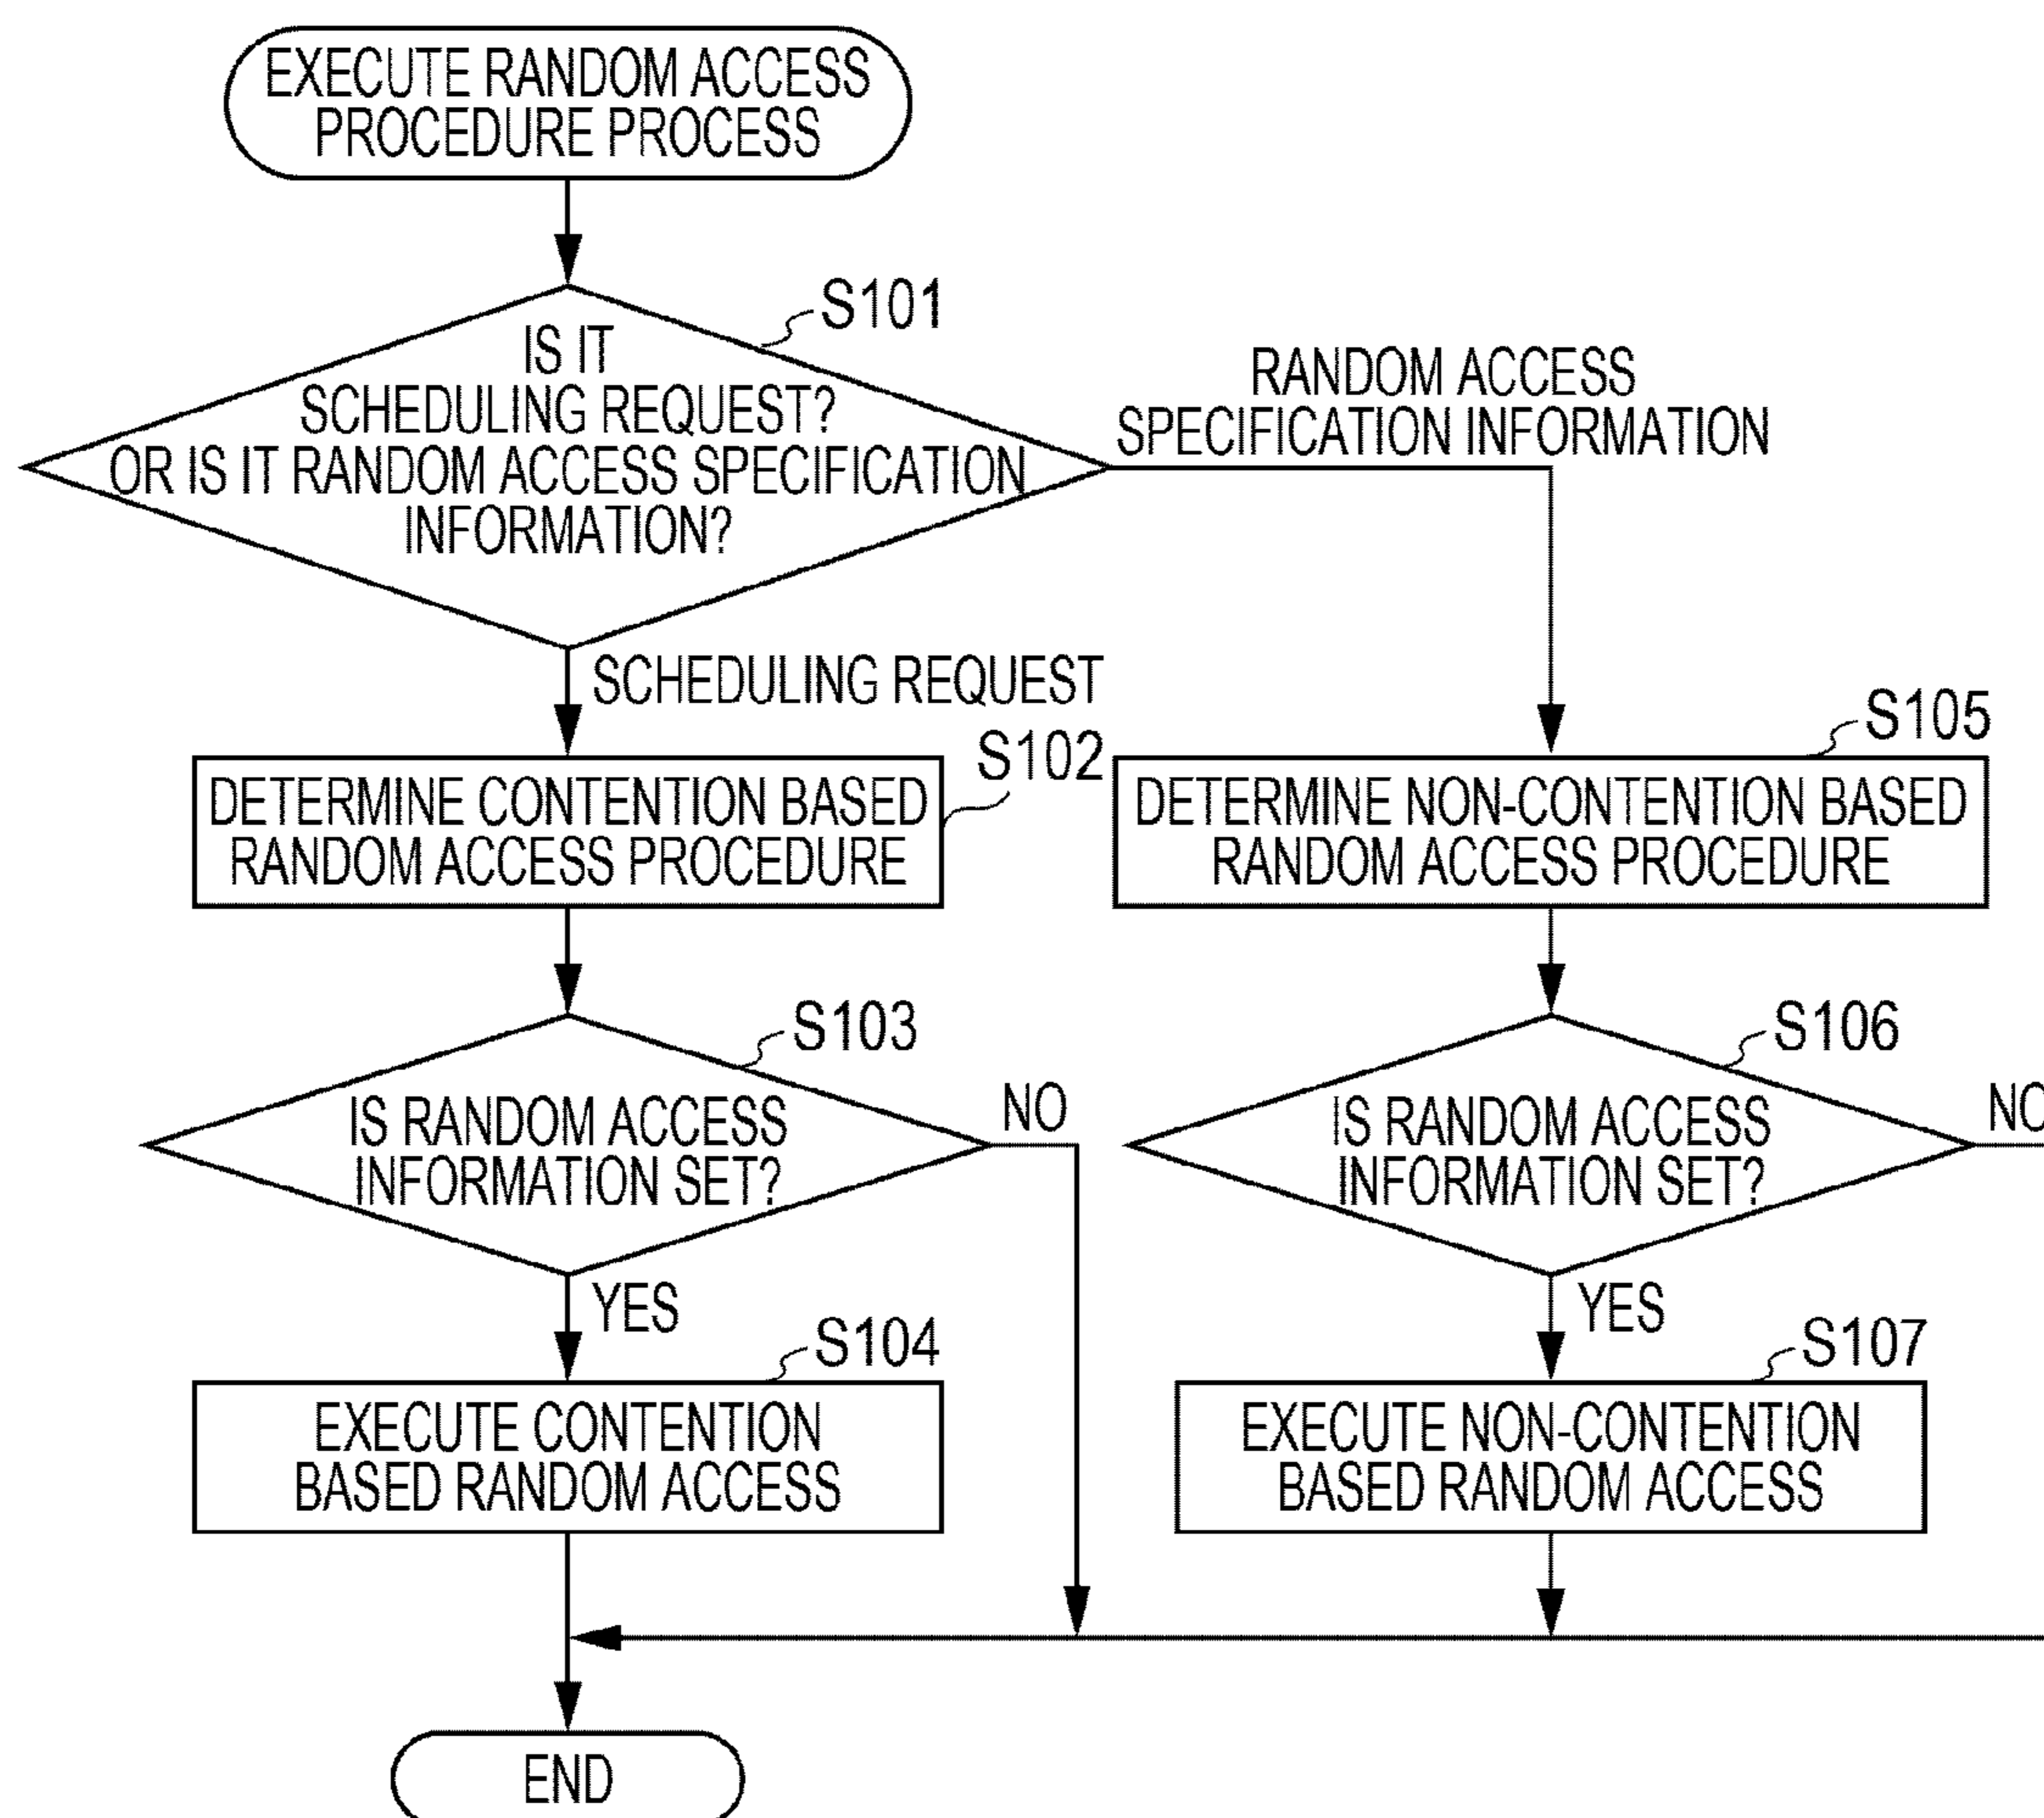 EXECUTE RANDOM ACCESS
PROCEDURE PROCESS
S101
IS IT
SCHEDULING REQUEST?
OR IS IT RANDOM ACCESS SPECIFICATION
INFORMATION?
RANDOM ACCESS
SPECIFICATION INFORMATION
SCHEDULING REQUEST
S102
DETERMINE CONTENTION BASED
RANDOM ACCESS PROCEDURE
S105
DETERMINE NON-CONTENTION BASED
RANDOM ACCESS PROCEDURE
S103
IS RANDOM ACCESS
INFORMATION SET?
NO
YES
S106
IS RANDOM ACCESS
INFORMATION SET?
NO
YES
S104
EXECUTE CONTENTION
BASED RANDOM ACCESS
S107
EXECUTE NON-CONTENTION
BASED RANDOM ACCESS
END